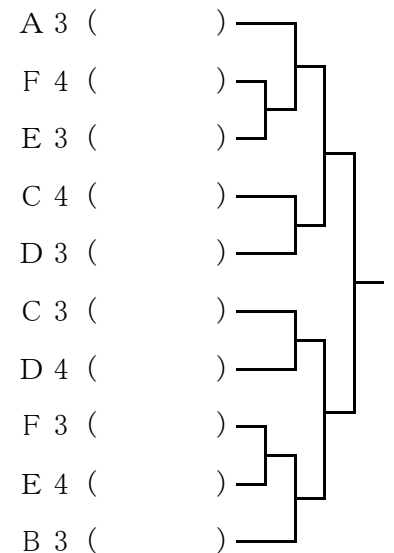 A 3 (　　　)
F 4 (　　　)
E 3 (　　　)
C 4 (　　　)
D 3 (　　　)
C 3 (　　　)
D 4 (　　　)
F 3 (　　　)
E 4 (　　　)
B 3 (　　　)